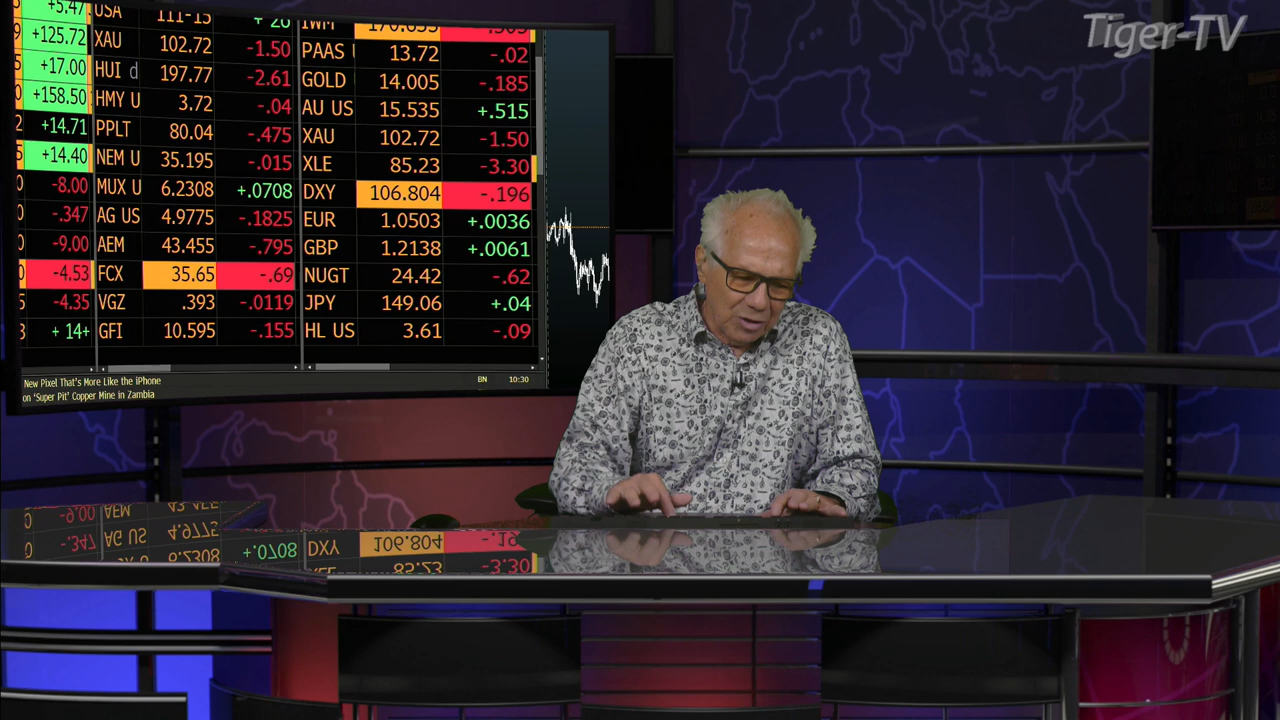 Tiger-TV
+5.47 USA 111-15 + 20 IWM
+125.72 XAU 102.72 -1.50 PAAS 13.72 -.02
+17.00 HUI d 197.77 -2.61 GOLD 14.005 -.185
+158.50 HMY U 3.72 -.04 AU US 15.535 +.515
+14.71 PPLT 80.04 -.475 XAU 102.72 -1.50
+14.40 NEM U 35.195 -.015 XLE 85.23 -3.30
-8.00 MUX U 6.2308 +.0708 DXY 106.804 -.196
-.347 AG US 4.9775 -.1825 EUR 1.0503 +.0036
-9.00 AEM 43.455 -.795 GBP 1.2138 +.0061
-4.53 FCX 35.65 -.69 NUGT 24.42 -.62
-4.35 VGZ .393 -.0119 JPY 149.06 +.04
+ 14+ GFI 10.595 -.155 HL US 3.61 -.09
New Pixel That's More Like the iPhone BN 10:30
on 'Super Pit' Copper Mine in Zambia